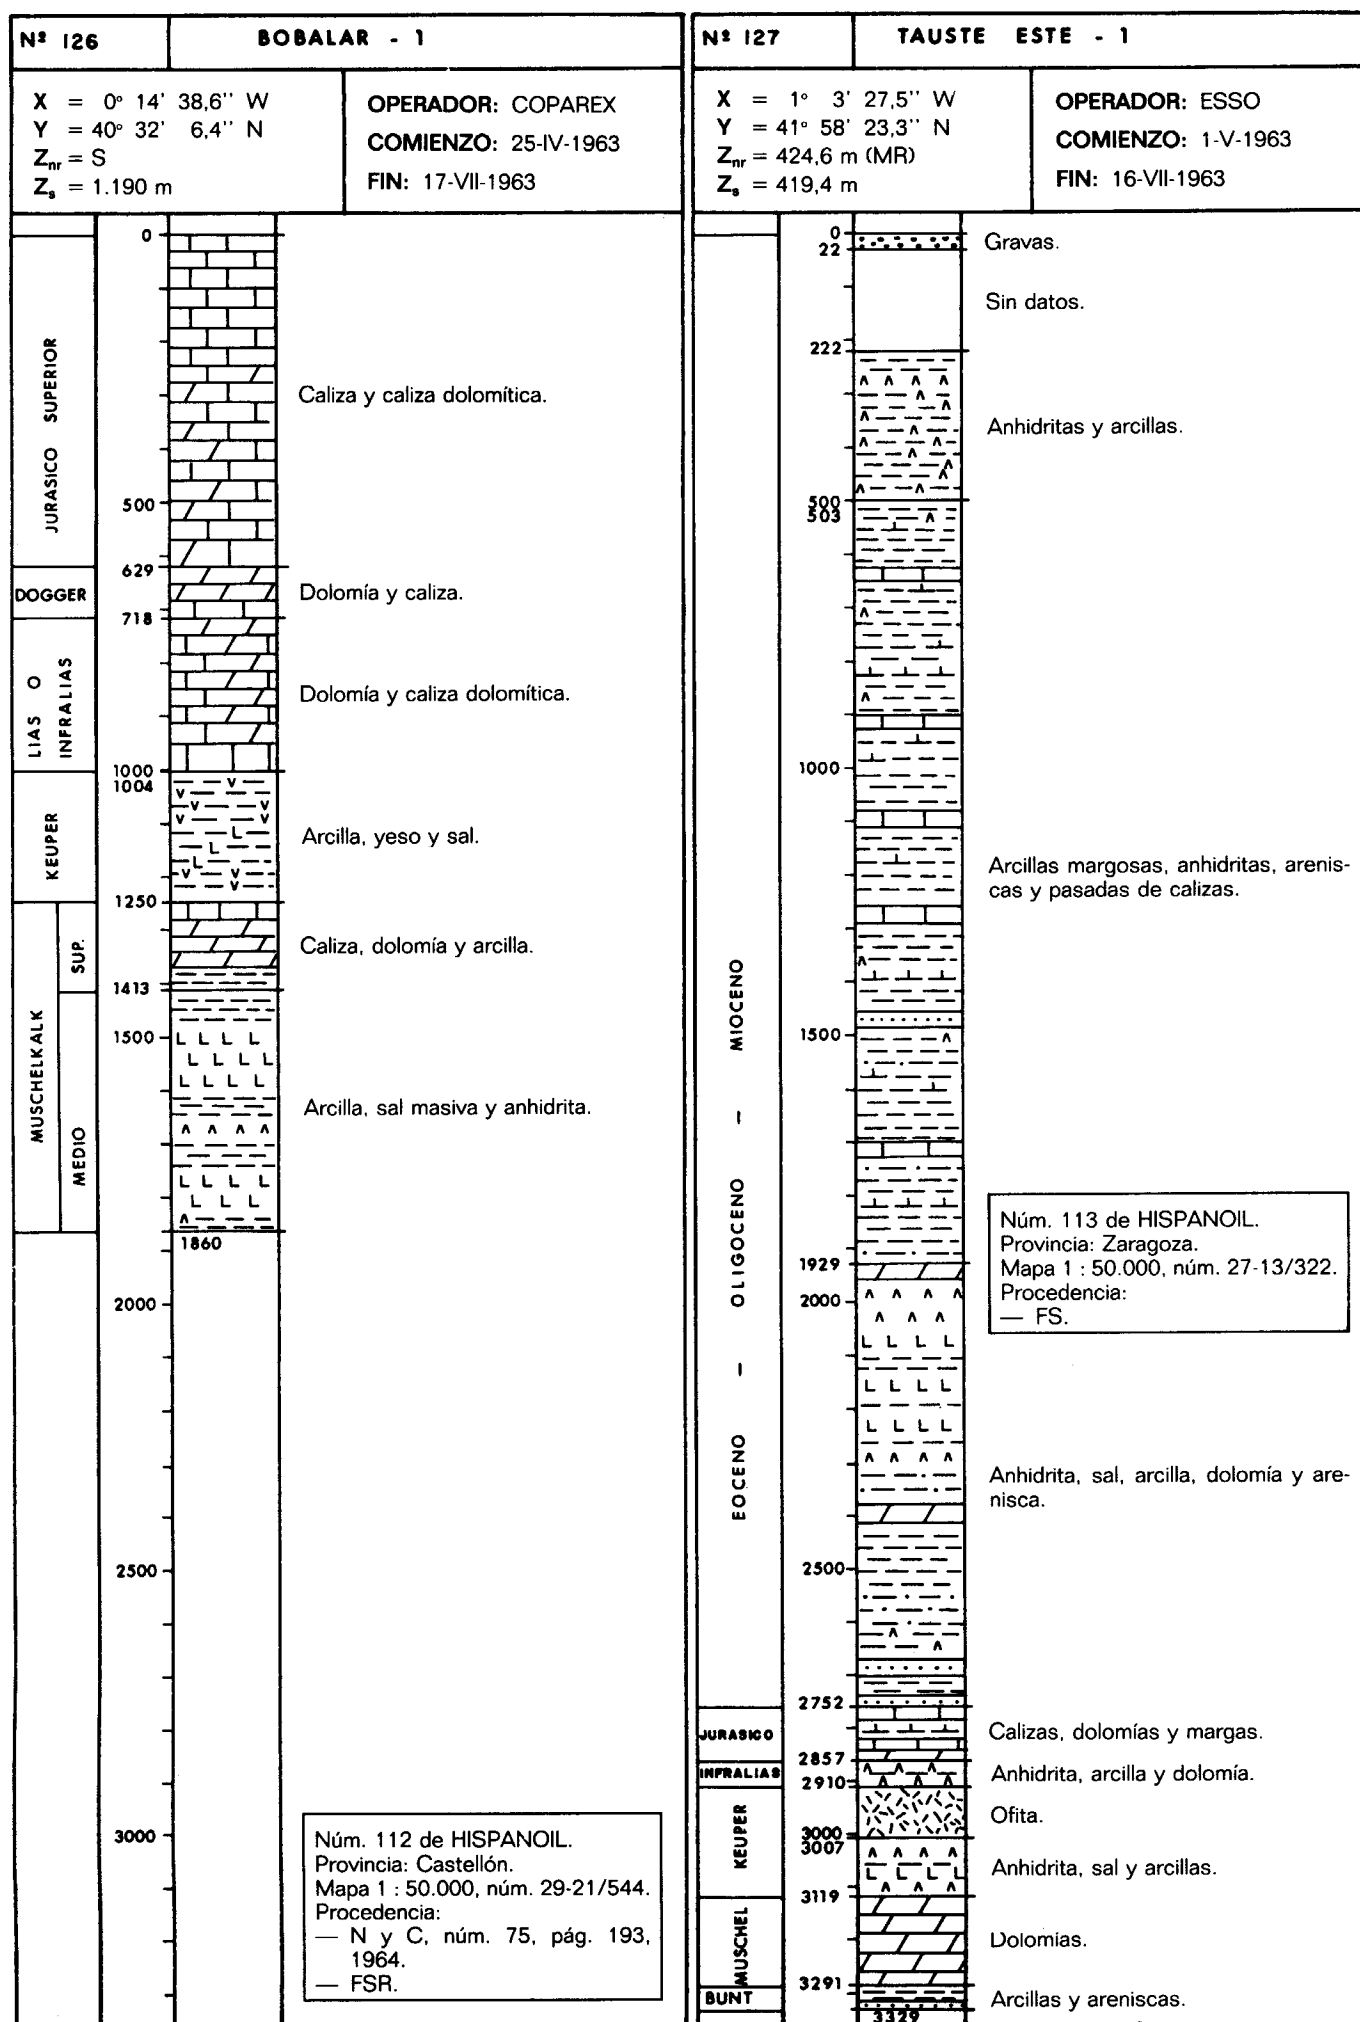 Nº 126
BOBALAR - 1
X = 0° 14' 38,6'' W
Y = 40° 32' 6,4'' N
Znr = S
Zs = 1.190 m
OPERADOR: COPAREX
COMIENZO: 25-IV-1963
FIN: 17-VII-1963
JURASICO SUPERIOR
DOGGER
LIAS O
INFRALIAS
KEUPER
MUSCHELKALK
SUP.
MEDIO
0
500
629
718
1000
1004
1250
1413
1500
1860
2000
2500
3000
Caliza y caliza dolomítica.
Dolomía y caliza.
Dolomía y caliza dolomítica.
Arcilla, yeso y sal.
Caliza, dolomía y arcilla.
Arcilla, sal masiva y anhidrita.
Núm. 112 de HISPANOIL.
Provincia: Castellón.
Mapa 1 : 50.000, núm. 29-21/544.
Procedencia:
— N y C, núm. 75, pág. 193,
1964.
— FSR.
Nº 127
TAUSTE ESTE - 1
X = 1° 3' 27,5'' W
Y = 41° 58' 23,3'' N
Znr = 424,6 m (MR)
Zs = 419,4 m
OPERADOR: ESSO
COMIENZO: 1-V-1963
FIN: 16-VII-1963
EOCENO — OLIGOCENO — MIOCENO
JURASICO
INFRALIAS
KEUPER
MUSCHEL
BUNT
0
22
222
500
503
1000
1500
1929
2000
2500
2752
2857
2910
3000
3007
3119
3291
3329
Gravas.
Sin datos.
Anhidritas y arcillas.
Arcillas margosas, anhidritas, arenis-
cas y pasadas de calizas.
Núm. 113 de HISPANOIL.
Provincia: Zaragoza.
Mapa 1 : 50.000, núm. 27-13/322.
Procedencia:
— FS.
Anhidrita, sal, arcilla, dolomía y are-
nisca.
Calizas, dolomías y margas.
Anhidrita, arcilla y dolomía.
Ofita.
Anhidrita, sal y arcillas.
Dolomias.
Arcillas y areniscas.